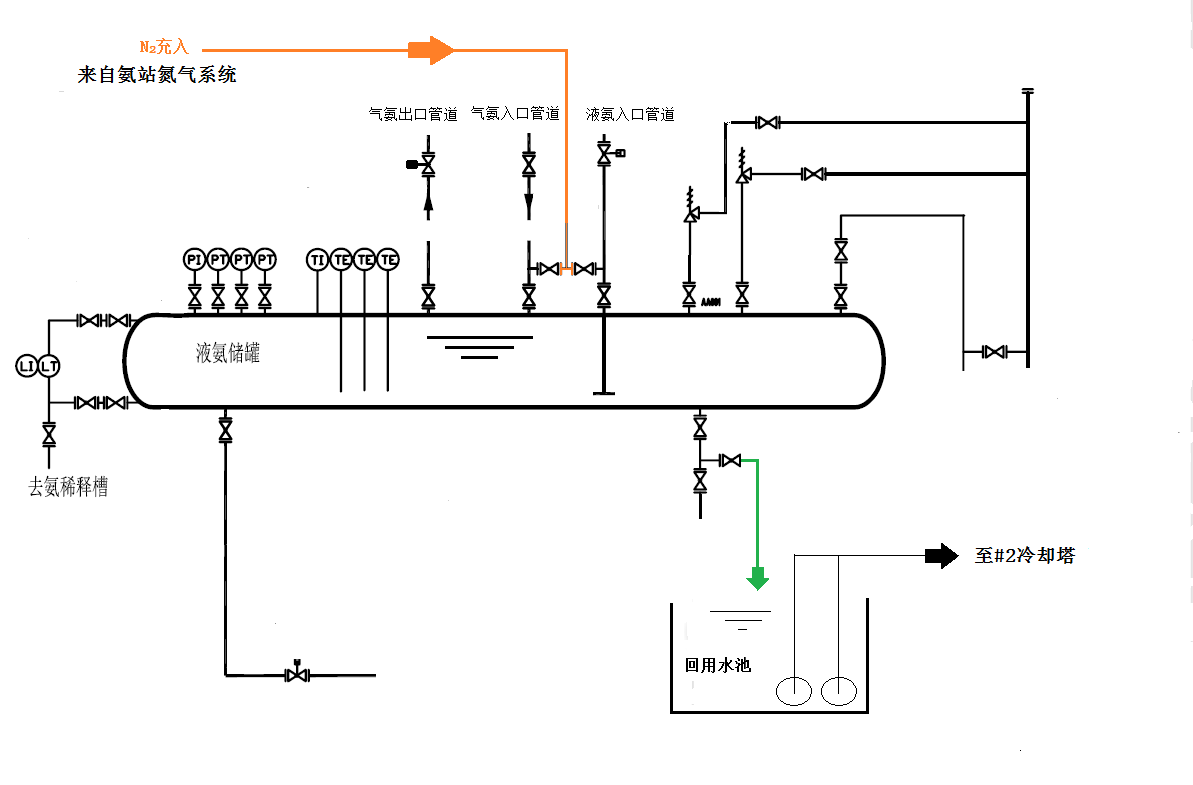 N₂充入
来自氨站氮气系统
气氨出口管道
气氨入口管道
液氨入口管道
PI
PT
PT
PT
TI
TE
TE
TE
AA001
液氨储罐
LI
LT
去氨稀释槽
至#2冷却塔
回用水池